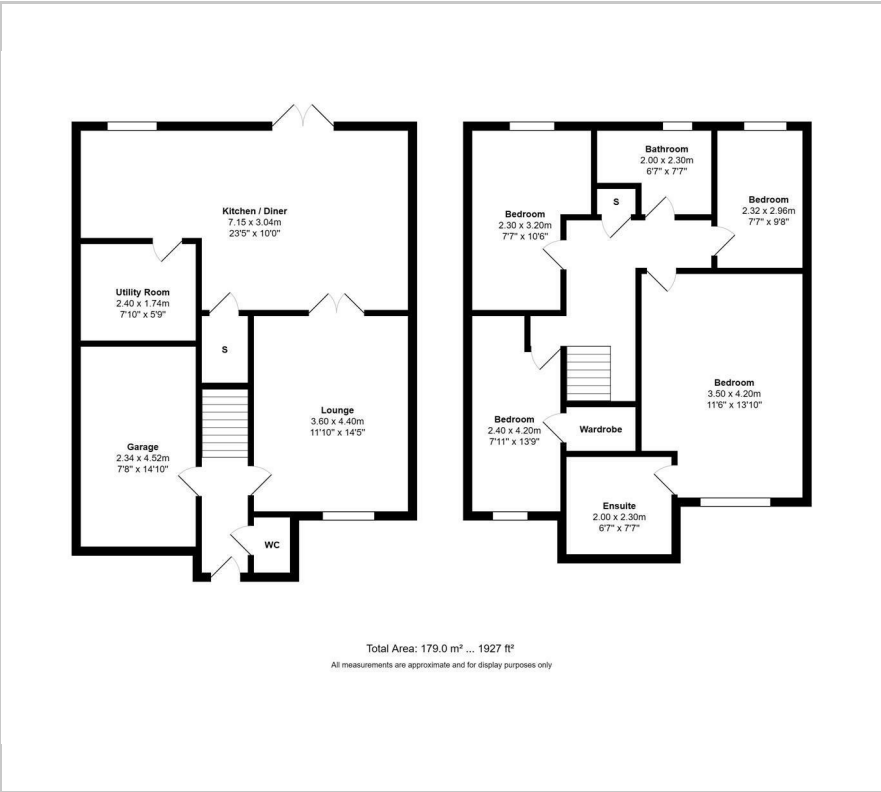 Kitchen / Diner
7.15 x 3.04m
23'5" x 10'0"
Utility Room
2.40 x 1.74m
7'10" x 5'9"
S
Lounge
3.60 x 4.40m
11'10" x 14'5"
Garage
2.34 x 4.52m
7'8" x 14'10"
WC
Bathroom
2.00 x 2.30m
6'7" x 7'7"
S
Bedroom
2.30 x 3.20m
7'7" x 10'6"
Bedroom
2.32 x 2.96m
7'7" x 9'8"
Bedroom
3.50 x 4.20m
11'6" x 13'10"
Bedroom
2.40 x 4.20m
7'11" x 13'9"
Wardrobe
Ensuite
2.00 x 2.30m
6'7" x 7'7"
Total Area: 179.0 m² ... 1927 ft²
All measurements are approximate and for display purposes only